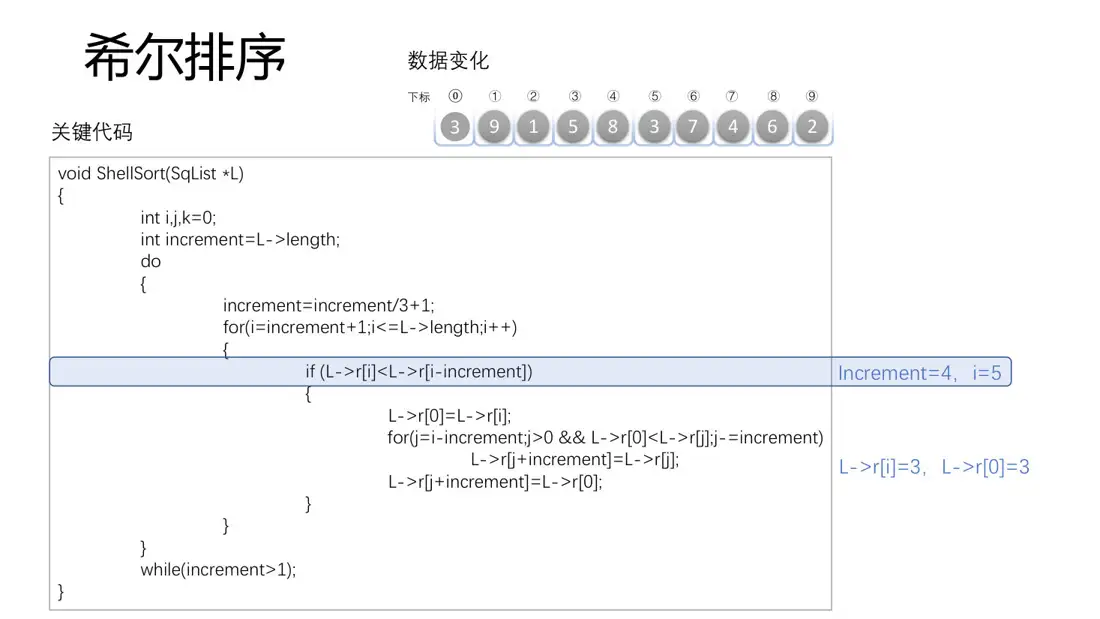 希尔排序
数据变化
下标 ⓪ ① ② ③ ④ ⑤ ⑥ ⑦ ⑧ ⑨
3 9 1 5 8 3 7 4 6 2
关键代码
void ShellSort(SqList *L)
{
int i,j,k=0;
int increment=L->length;
do
{
increment=increment/3+1;
for(i=increment+1;i<=L->length;i++)
{
if (L->r[i]<L->r[i-increment])
Increment=4, i=5
{
L->r[0]=L->r[i];
for(j=i-increment;j>0 && L->r[0]<L->r[j];j-=increment)
L->r[j+increment]=L->r[j];
L->r[i]=3, L->r[0]=3
L->r[j+increment]=L->r[0];
}
}
}
while(increment>1);
}